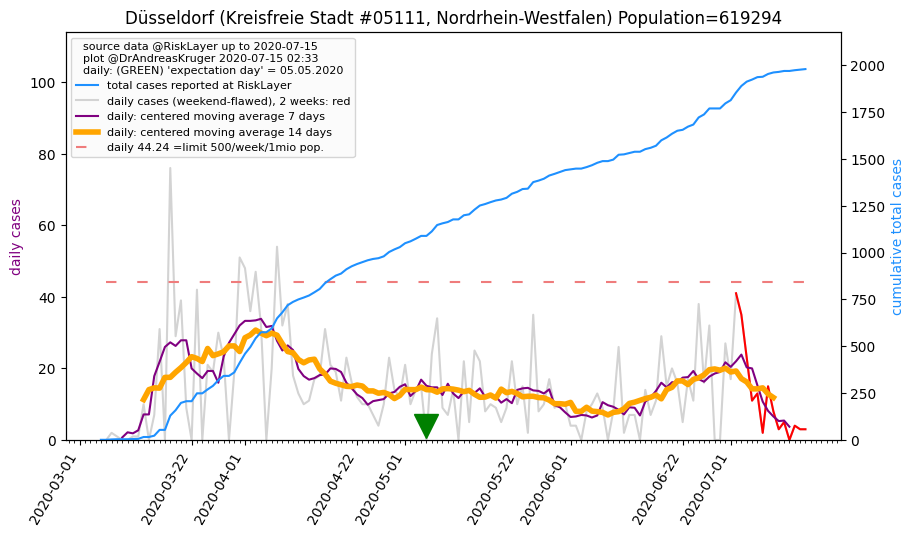 Düsseldorf (Kreisfreie Stadt #05111, Nordrhein-Westfalen) Population=619294
source data @RiskLayer up to 2020-07-15
plot @DrAndreasKruger 2020-07-15 02:33
daily: (GREEN) 'expectation day' = 05.05.2020
total cases reported at RiskLayer
daily cases (weekend-flawed), 2 weeks: red
daily: centered moving average 7 days
daily: centered moving average 14 days
daily 44.24 =limit 500/week/1mio pop.
daily cases
100
80
60
40
20
0
cumulative total cases
2000
1750
1500
1250
1000
750
500
250
0
2020-03-01
2020-03-22
2020-04-01
2020-04-22
2020-05-01
2020-05-22
2020-06-01
2020-06-22
2020-07-01